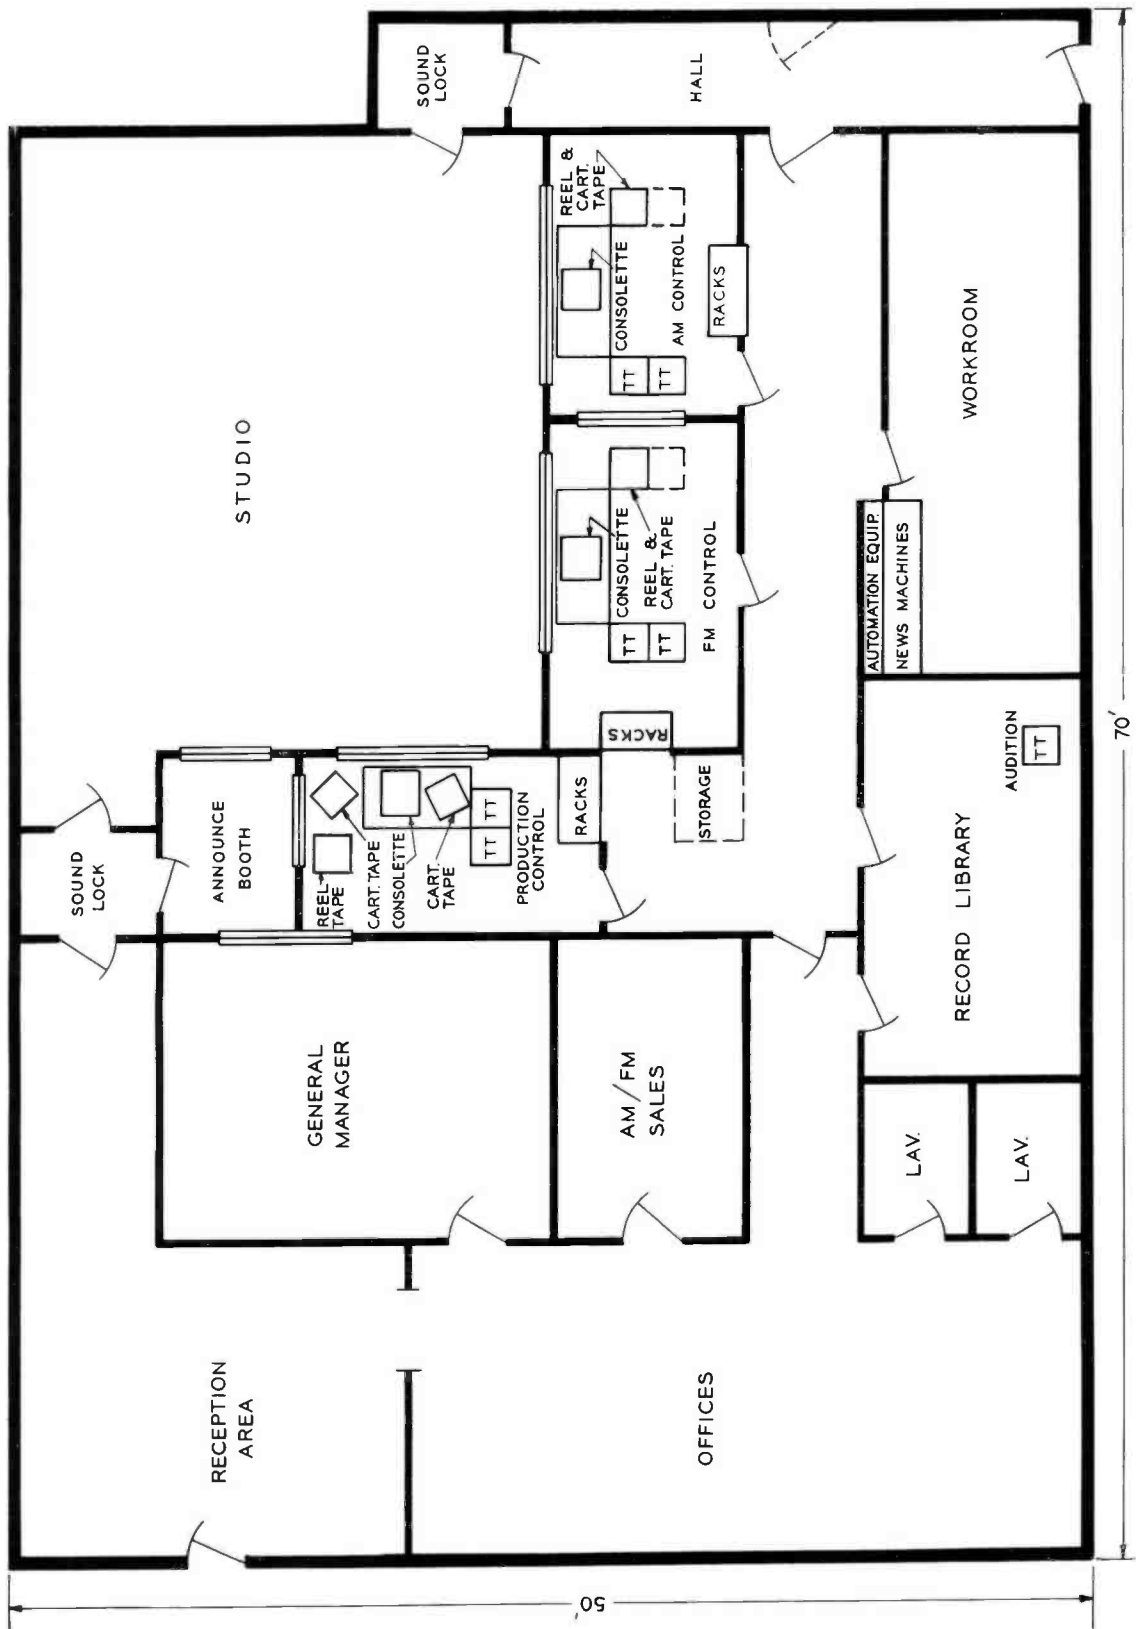 SOUND
LOCK
HALL
STUDIO
REEL &
CART.
TAPE
CONSOLETTE
AM CONTROL
RACKS
TT
TT
WORKROOM
CONSOLETTE
REEL &
CART. TAPE
FM CONTROL
TT
TT
RACKS
AUTOMATION EQUIP.
NEWS MACHINES
SOUND
LOCK
ANNOUNCE
BOOTH
REEL
TAPE
CART. TAPE
CONSOLETTE
CART.
TAPE
TT
TT
PRODUCTION
CONTROL
RACKS
STORAGE
AUDITION
TT
RECORD LIBRARY
GENERAL
MANAGER
AM/FM
SALES
LAV.
LAV.
RECEPTION
AREA
OFFICES
70'
50'